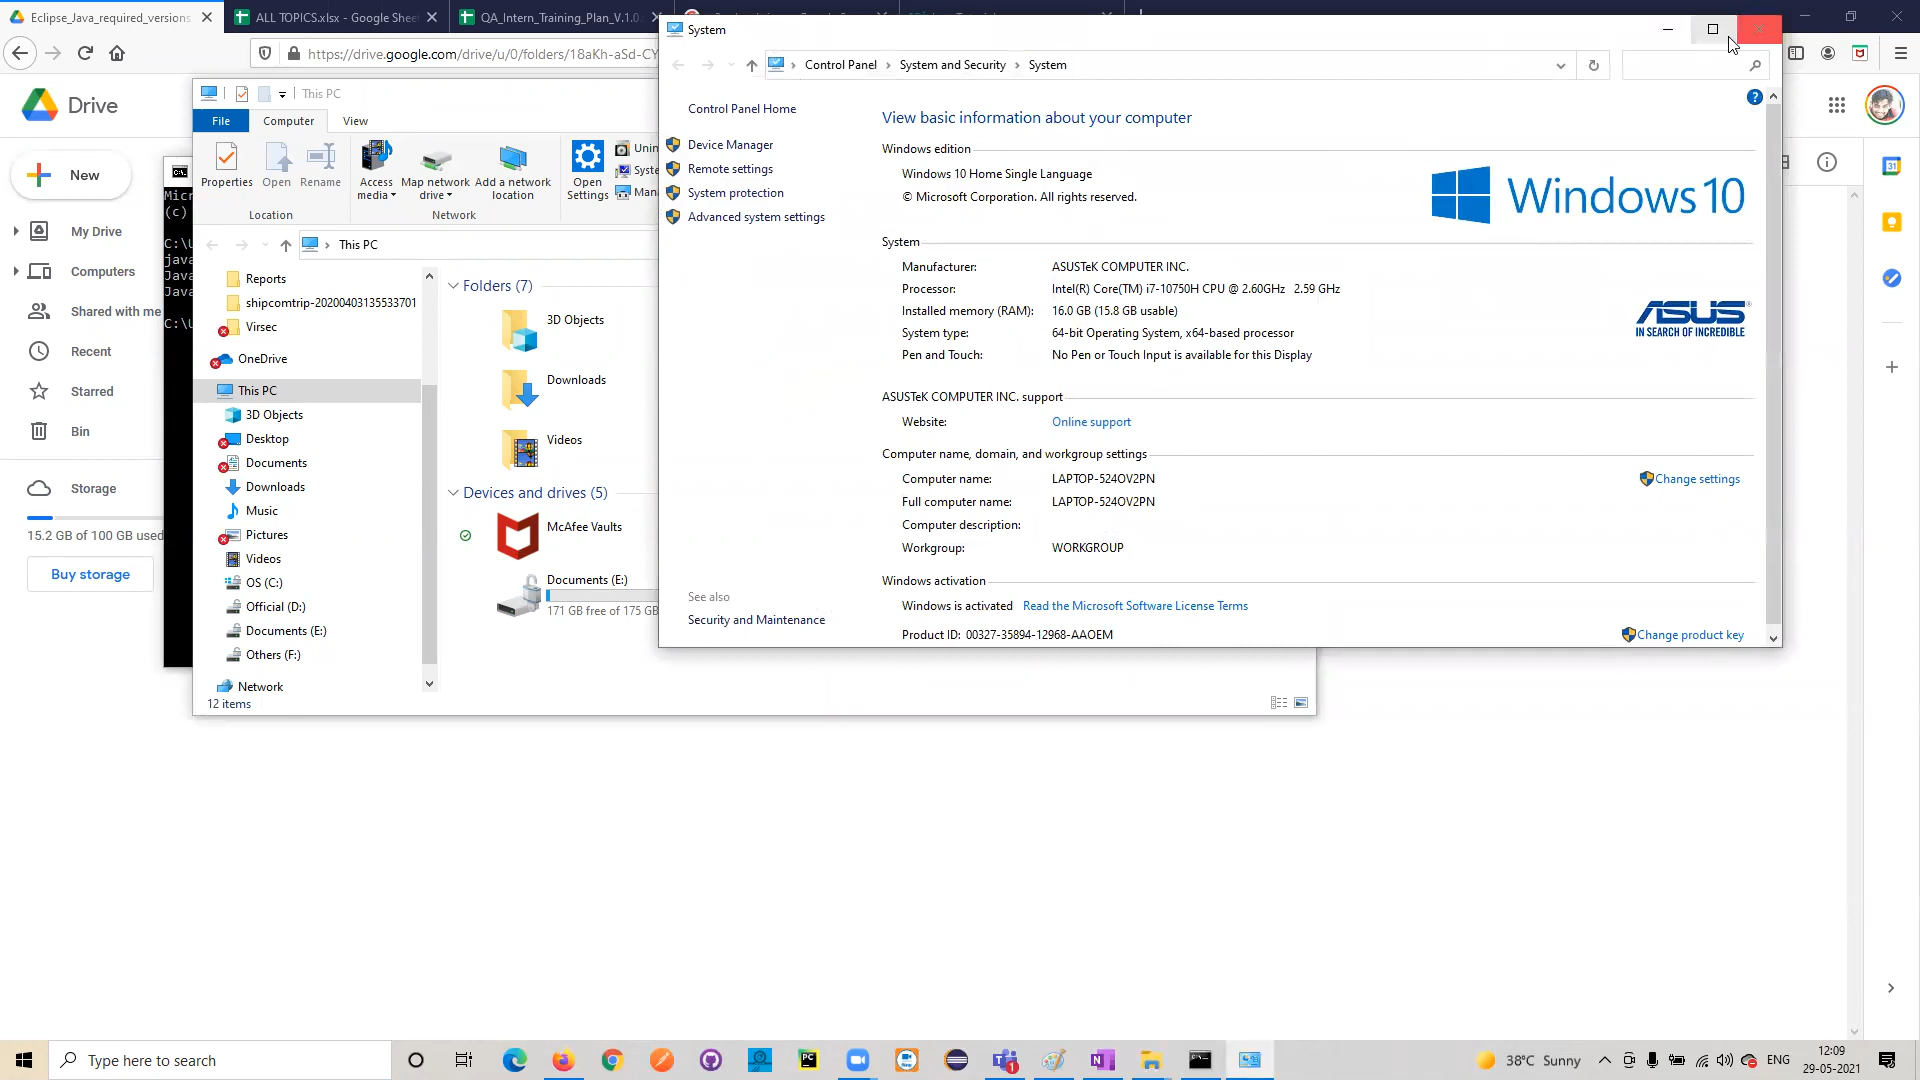 Eclipse_Java_required_versions
ALL TOPICS.xlsx - Google Shee
QA_Intern_Training_Plan_V.1.0
https://drive.google.com/drive/u/0/folders/18aKh-aSd-CY
Drive
New
My Drive
Computers
Shared with me
Recent
Starred
Bin
Storage
15.2 GB of 100 GB used
Buy storage
Micr
(c)
C:\U
java
Java
Java
C:\U
This PC
File
Computer
View
Properties
Open
Rename
Access media
Map network drive
Add a network location
Open Settings
Unin
Syste
Man
Location
Network
This PC
Reports
shipcomtrip-20200403135533701
Virsec
OneDrive
This PC
3D Objects
Desktop
Documents
Downloads
Music
Pictures
Videos
OS (C:)
Official (D:)
Documents (E:)
Others (F:)
Network
12 items
Folders (7)
3D Objects
Downloads
Videos
Devices and drives (5)
McAfee Vaults
Documents (E:)
171 GB free of 175 GB
System
Control Panel › System and Security › System
Control Panel Home
Device Manager
Remote settings
System protection
Advanced system settings
See also
Security and Maintenance
View basic information about your computer
Windows edition
Windows 10 Home Single Language
© Microsoft Corporation. All rights reserved.
Windows 10
System
Manufacturer: ASUSTeK COMPUTER INC.
Processor: Intel(R) Core(TM) i7-10750H CPU @ 2.60GHz 2.59 GHz
Installed memory (RAM): 16.0 GB (15.8 GB usable)
System type: 64-bit Operating System, x64-based processor
Pen and Touch: No Pen or Touch Input is available for this Display
ASUS
IN SEARCH OF INCREDIBLE
ASUSTeK COMPUTER INC. support
Website: Online support
Computer name, domain, and workgroup settings
Computer name: LAPTOP-524OV2PN
Change settings
Full computer name: LAPTOP-524OV2PN
Computer description:
Workgroup: WORKGROUP
Windows activation
Windows is activated Read the Microsoft Software License Terms
Product ID: 00327-35894-12968-AAOEM
Change product key
31
Type here to search
PC
1
38°C Sunny
ENG
12:09
29-05-2021